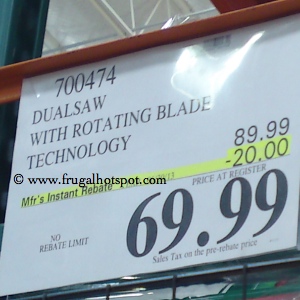 700474
DUALSAW
WITH ROTATING BLADE
TECHNOLOGY
89.99
Mfr's Instant Rebate -20.00
www.frugalhotspot.com
PRICE AT REGISTER
69.99
NO
REBATE LIMIT
Sales Tax on the pre-rebate price